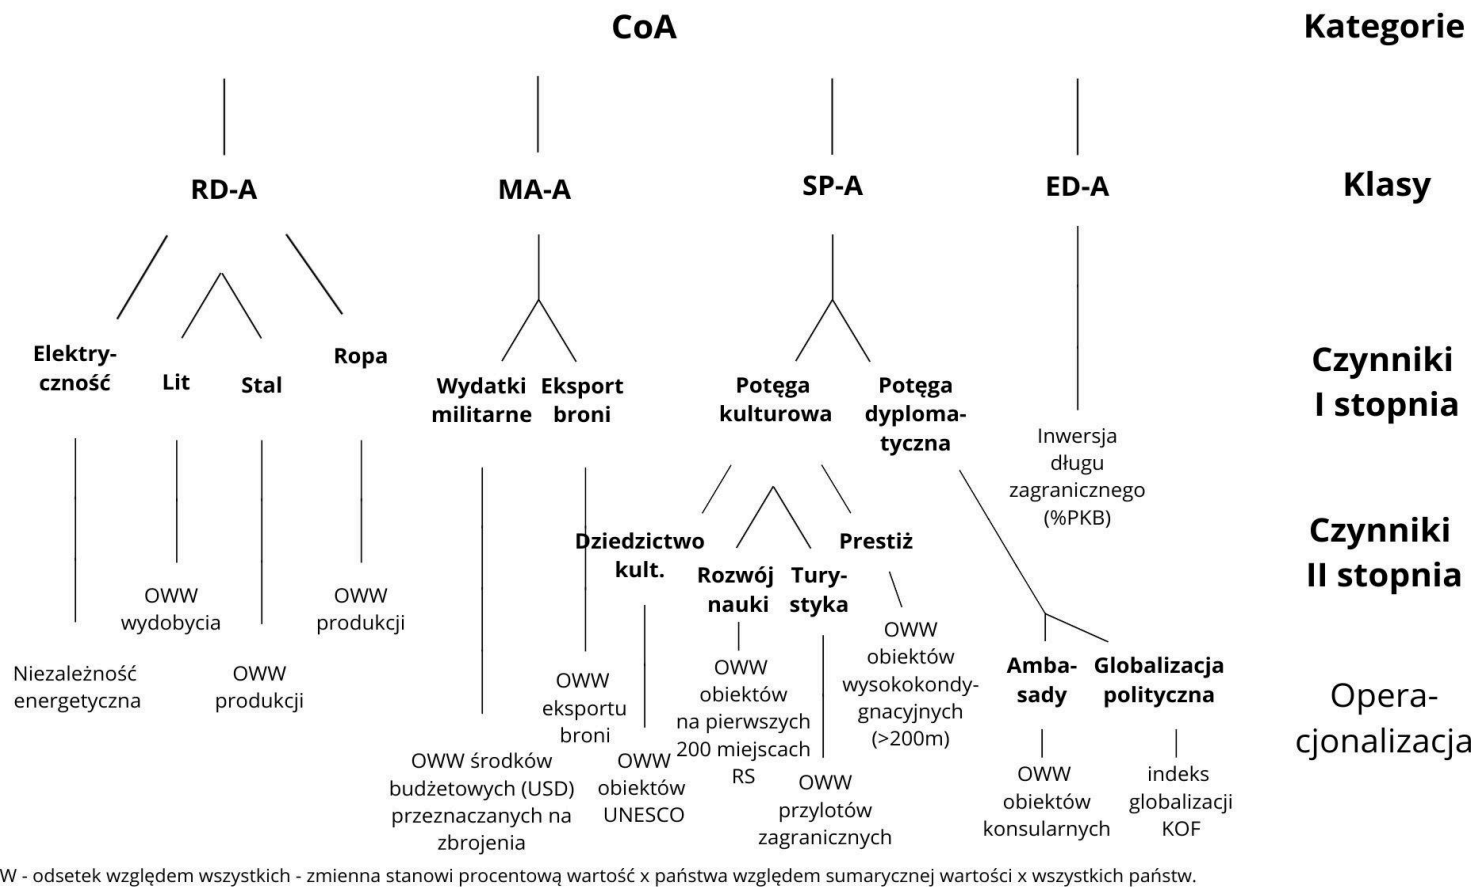 CoA
Kategorie
RD-A
MA-A
SP-A
ED-A
Klasy
Elektry-
czność
Lit
Stal
Ropa
Wydatki
militarne
Eksport
broni
Potęga
kulturowa
Potęga
dyploma-
tyczna
Inwersja
długu
zagranicznego
(%PKB)
Czynniki
I stopnia
Dziedzictwo
kult.
Rozwój
nauki
Tury-
styka
Prestiż
Czynniki
II stopnia
Niezależność
energetyczna
OWW
wydobycia
OWW
produkcji
OWW
produkcji
OWW środków
budżetowych (USD)
przeznaczanych na
zbrojenia
OWW
eksportu
broni
OWW
obiektów
UNESCO
OWW
obiektów
na pierwszych
200 miejscach
RS
OWW
przylotów
zagranicznych
OWW
obiektów
wysokokondy-
gnacyjnych
(>200m)
Amba-
sady
Globalizacja
polityczna
OWW
obiektów
konsularnych
indeks
globalizacji
KOF
Opera-
cjonalizacja
W - odsetek względem wszystkich - zmienna stanowi procentową wartość x państwa względem sumarycznej wartości x wszystkich państw.